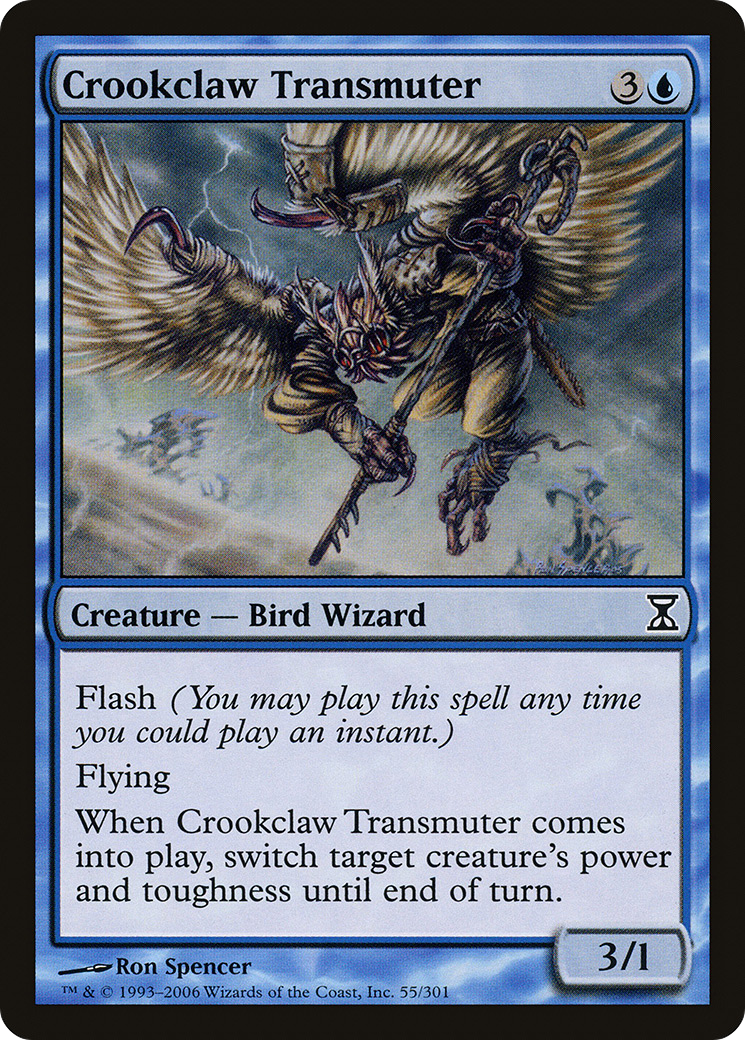 Crookclaw Transmuter 3
Creature — Bird Wizard
Flash (You may play this spell any time
you could play an instant.)
Flying
When Crookclaw Transmuter comes
into play, switch target creature's power
and toughness until end of turn.
3/1
Ron Spencer
™ & © 1993–2006 Wizards of the Coast, Inc. 55/301